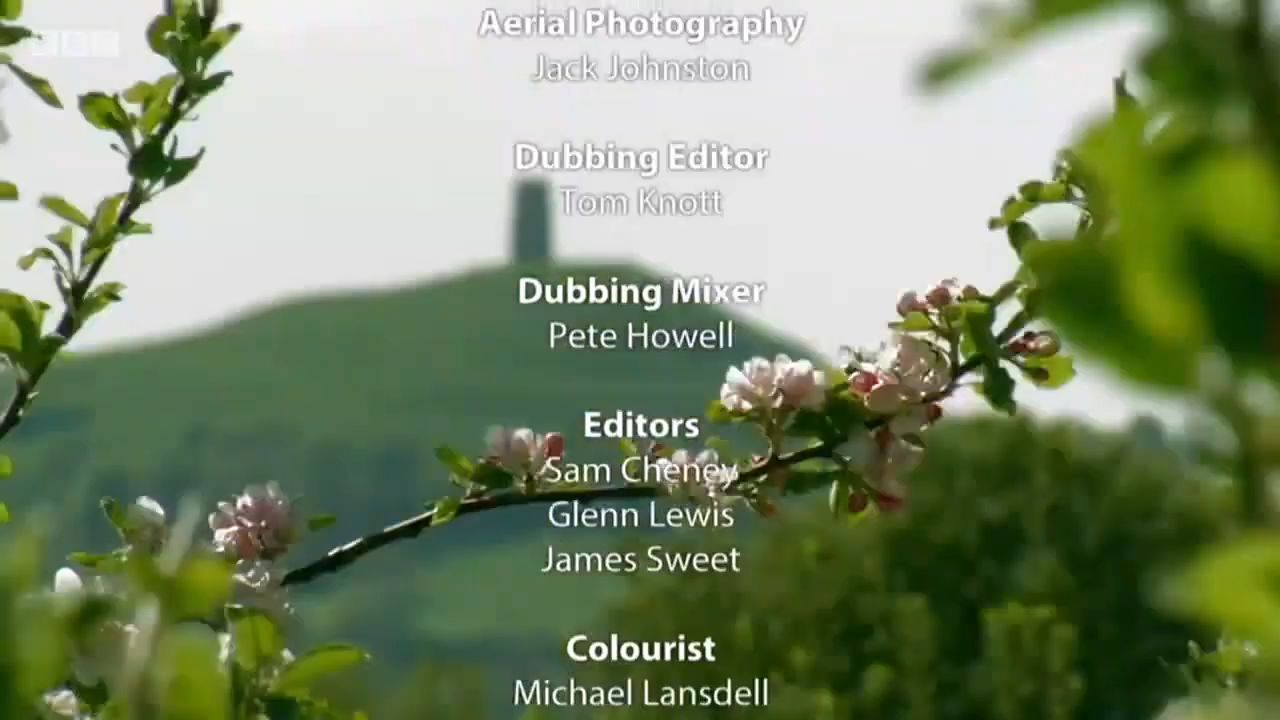 BBC
Aerial Photography
Jack Johnston
Dubbing Editor
Tom Knott
Dubbing Mixer
Pete Howell
Editors
Sam Cheney
Glenn Lewis
James Sweet
Colourist
Michael Lansdell